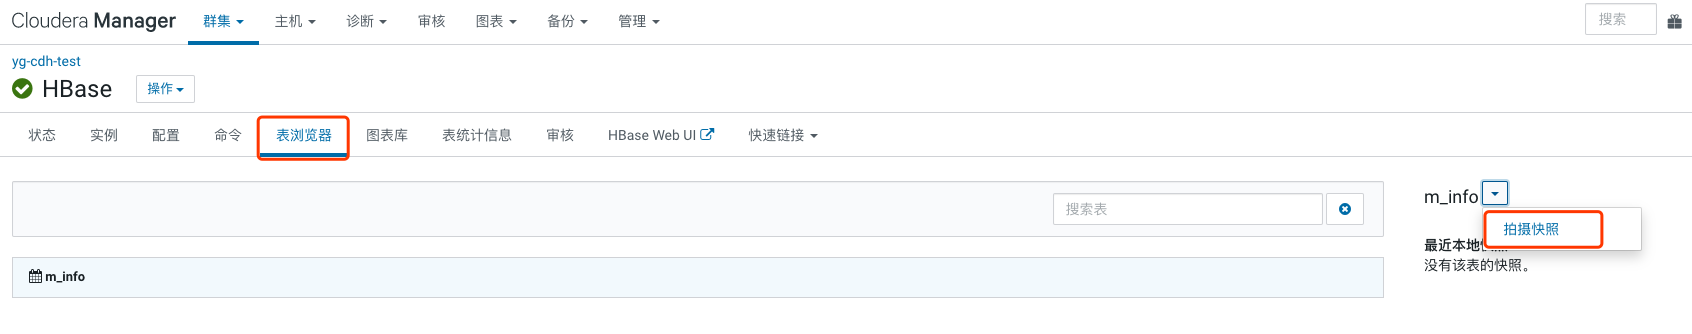 Cloudera Manager 群集 主机 诊断 审核 图表 备份 管理 搜索
yg-cdh-test
HBase 操作
状态 实例 配置 命令 表浏览器 图表库 表统计信息 审核 HBase Web UI 快速链接
搜索表
m_info
拍摄快照
最近本地快照
没有该表的快照。
m_info